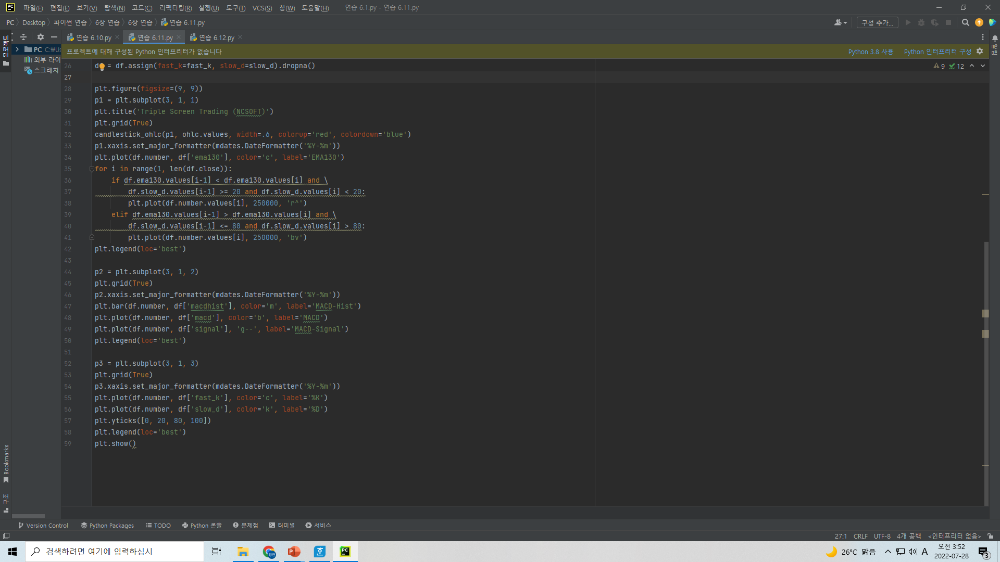 PC 파일(F) 편집(E) 보기(V) 탐색(N) 코드(C) 리팩터링(R) 실행(U) 도구(T) VCS(S) 창(W) 도움말(H) 연습 6.1.py - 연습 6.11.py
PC Desktop 파이썬 연습 6장 연습 6장 연습 연습 6.11.py 구성 추가...
프로젝트 연습 6.10.py 연습 6.11.py 연습 6.12.py 알림
PC C:₩Us
외부 라이
스크래치
프로젝트에 대해 구성된 Python 인터프리터가 없습니다 Python 3.8 사용 Python 인터프리터 구성
9 12
26 d = df.assign(fast_k=fast_k, slow_d=slow_d).dropna()
27
28 plt.figure(figsize=(9, 9))
29 p1 = plt.subplot(3, 1, 1)
30 plt.title('Triple Screen Trading (NCSOFT)')
31 plt.grid(True)
32 candlestick_ohlc(p1, ohlc.values, width=.6, colorup='red', colordown='blue')
33 p1.xaxis.set_major_formatter(mdates.DateFormatter('%Y-%m'))
34 plt.plot(df.number, df['ema130'], color='c', label='EMA130')
35 for i in range(1, len(df.close)):
36 if df.ema130.values[i-1] < df.ema130.values[i] and \
37 df.slow_d.values[i-1] >= 20 and df.slow_d.values[i] < 20:
38 plt.plot(df.number.values[i], 250000, 'r^')
39 elif df.ema130.values[i-1] > df.ema130.values[i] and \
40 df.slow_d.values[i-1] <= 80 and df.slow_d.values[i] > 80:
41 plt.plot(df.number.values[i], 250000, 'bv')
42 plt.legend(loc='best')
43
44 p2 = plt.subplot(3, 1, 2)
45 plt.grid(True)
46 p2.xaxis.set_major_formatter(mdates.DateFormatter('%Y-%m'))
47 plt.bar(df.number, df['macdhist'], color='m', label='MACD-Hist')
48 plt.plot(df.number, df['macd'], color='b', label='MACD')
49 plt.plot(df.number, df['signal'], 'g--', label='MACD-Signal')
50 plt.legend(loc='best')
51
52 p3 = plt.subplot(3, 1, 3)
53 plt.grid(True)
54 p3.xaxis.set_major_formatter(mdates.DateFormatter('%Y-%m'))
55 plt.plot(df.number, df['fast_k'], color='c', label='%K')
56 plt.plot(df.number, df['slow_d'], color='k', label='%D')
57 plt.yticks([0, 20, 80, 100])
58 plt.legend(loc='best')
59 plt.show()
Bookmarks
구조
Version Control Python Packages TODO Python 콘솔 문제점 터미널 서비스
27:1 CRLF UTF-8 4개 공백 <인터프리터 없음>
검색하려면 여기에 입력하십시 26°C 맑음 A 오전 3:52
2022-07-28 3